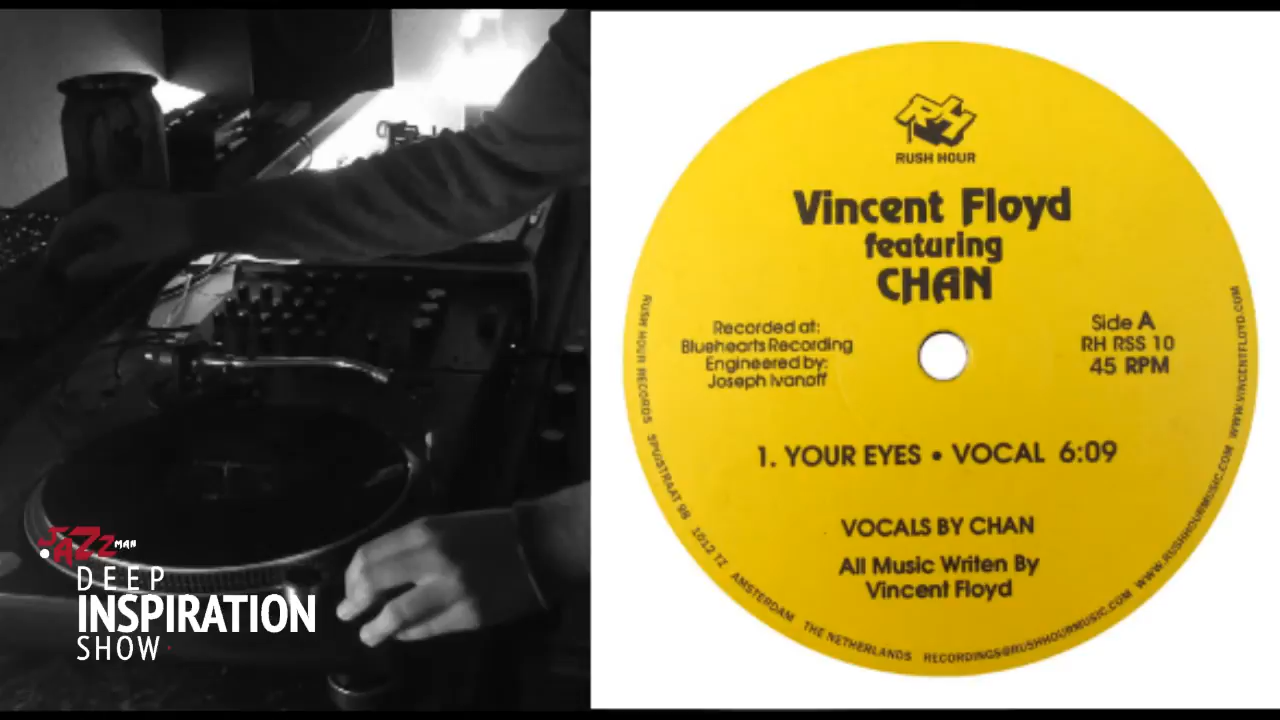 JAZZMAN
DEEP
INSPIRATION
SHOW
RH
RUSH HOUR
Vincent Floyd
featuring
CHAN
Recorded at:
Bluehearts Recording
Engineered by:
Joseph Ivanoff
Side A
RH RSS 10
45 RPM
1. YOUR EYES • VOCAL 6:09
VOCALS BY CHAN
All Music Writen By
Vincent Floyd
RUSH HOUR RECORDS SPUISTRAAT 98 1012 TZ AMSTERDAM THE NETHERLANDS RECORDINGS@RUSHHOURMUSIC.COM WWW.RUSHHOURMUSIC.COM WWW.VINCENTFLOYD.COM